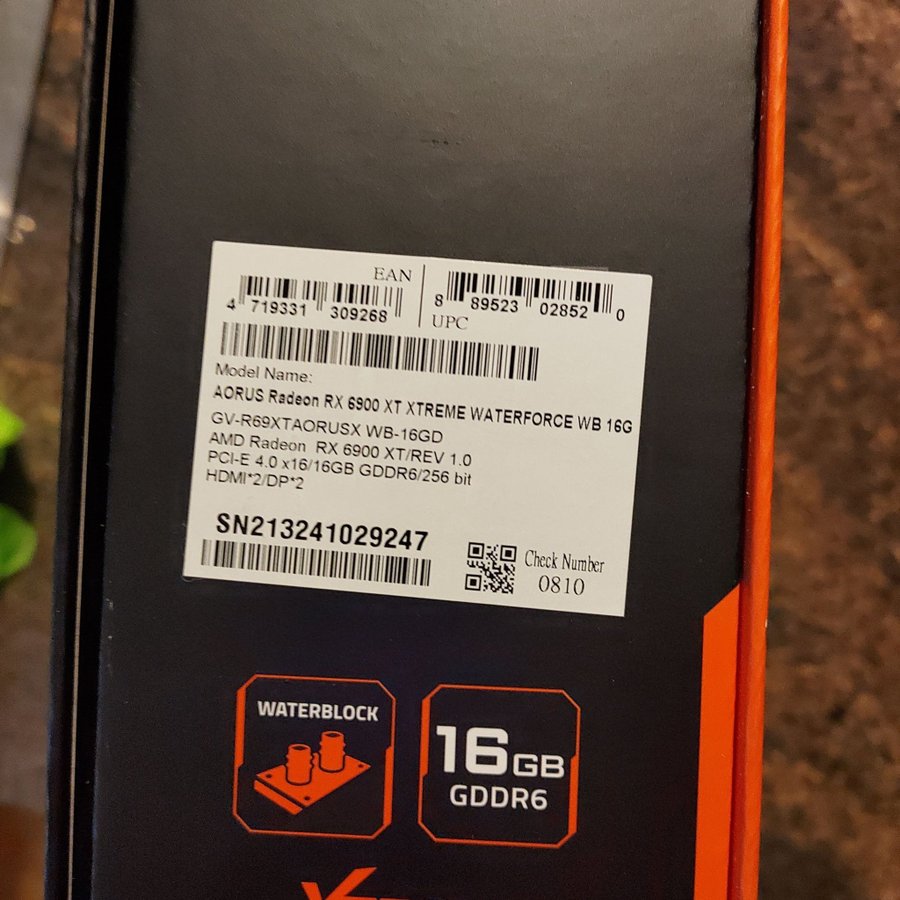 EAN
4 719331 309268
8 89523 02852 0
UPC
Model Name:
AORUS Radeon RX 6900 XT XTREME WATERFORCE WB 16G
GV-R69XTAORUSX WB-16GD
AMD Radeon RX 6900 XT/REV 1.0
PCI-E 4.0 x16/16GB GDDR6/256 bit
HDMI*2/DP*2
SN213241029247
Check Number
0810
WATERBLOCK
16GB
GDDR6